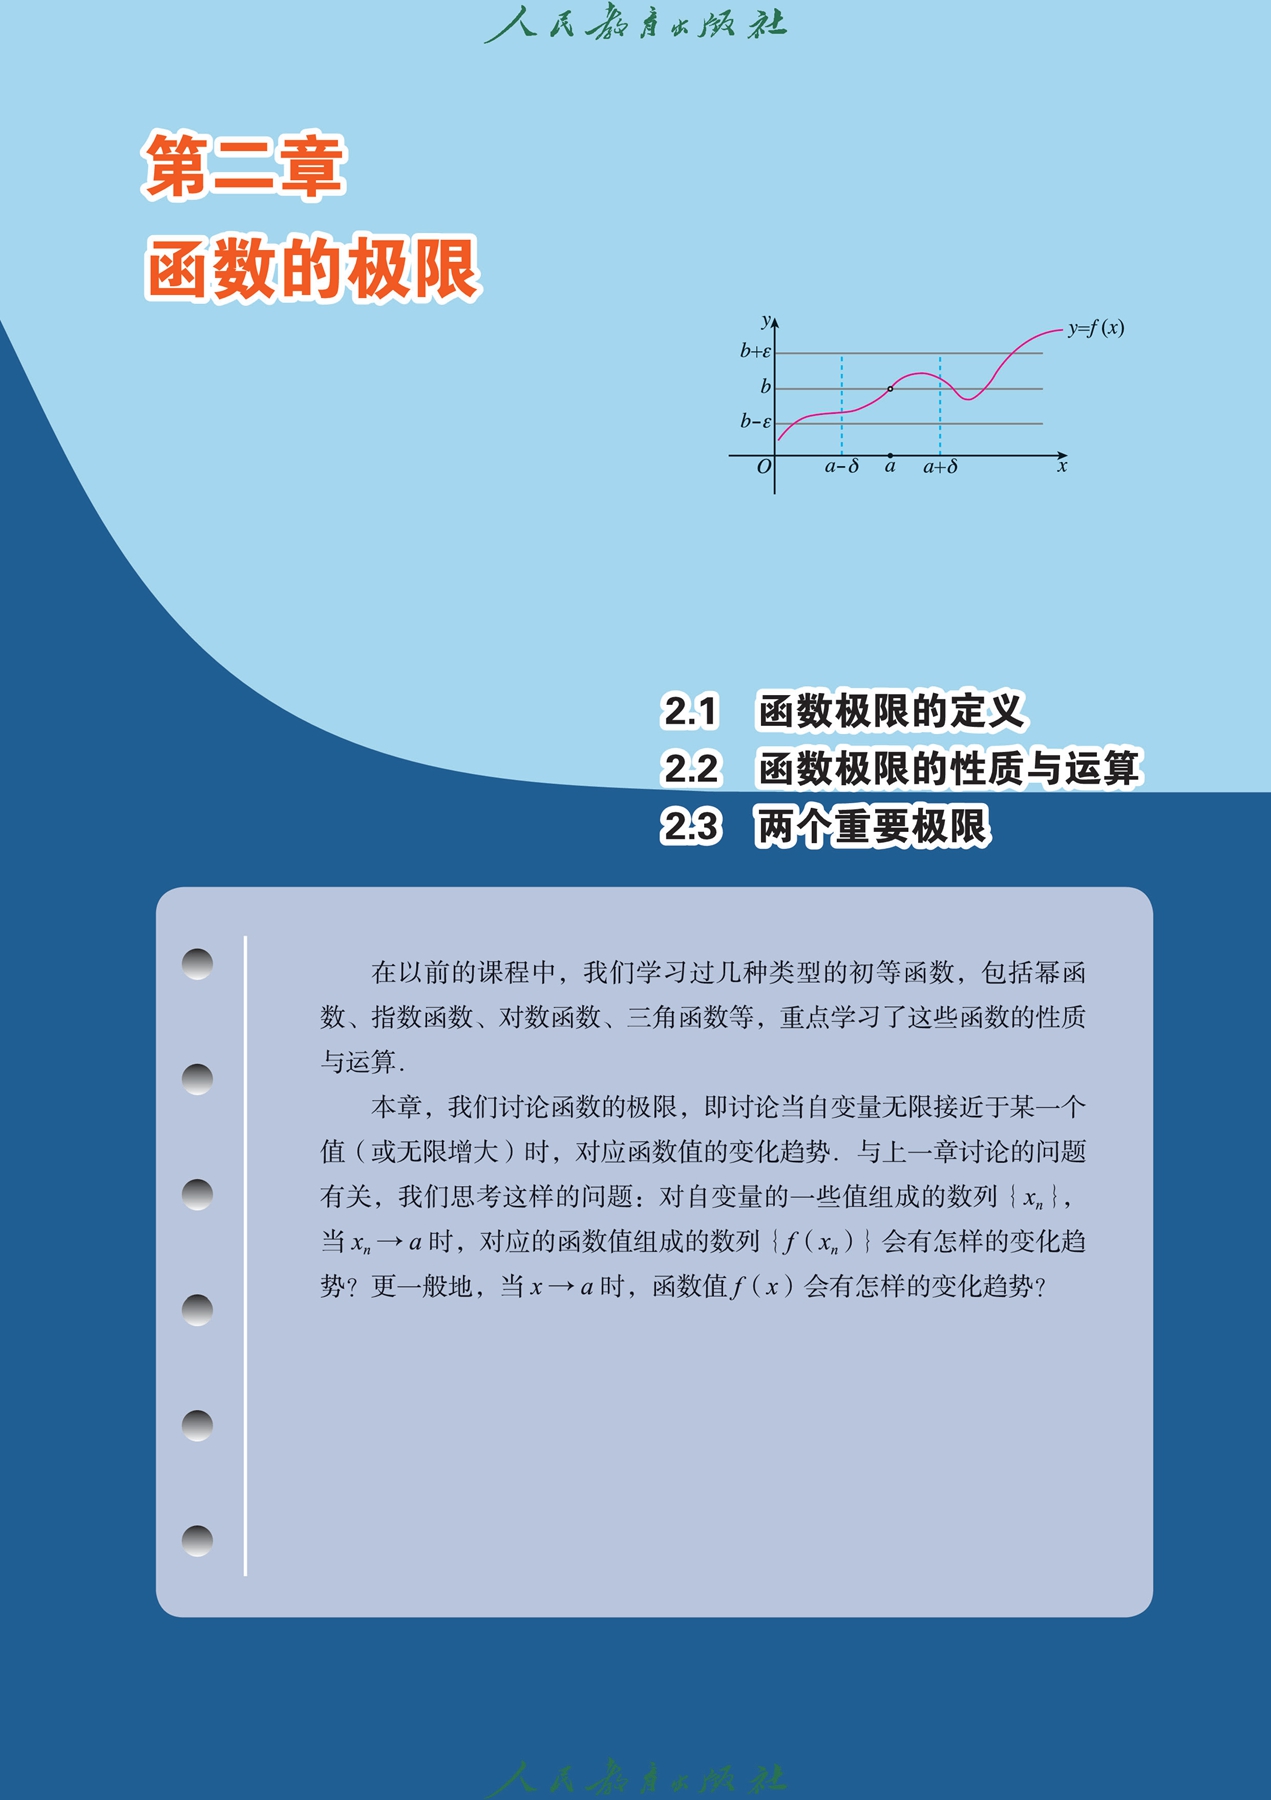 人民教育出版社
第二章
函数的极限
y
y=f(x)
b+ε
b
b-ε
O
a-δ
a
a+δ
x
2.1 函数极限的定义
2.2 函数极限的性质与运算
2.3 两个重要极限
在以前的课程中，我们学习过几种类型的初等函数，包括幂函
数、指数函数、对数函数、三角函数等，重点学习了这些函数的性质
与运算.
本章，我们讨论函数的极限，即讨论当自变量无限接近于某一个
值（或无限增大）时，对应函数值的变化趋势．与上一章讨论的问题
有关，我们思考这样的问题：对自变量的一些值组成的数列{xₙ}，
当xₙ→a时，对应的函数值组成的数列{f（xₙ）}会有怎样的变化趋
势？更一般地，当x→a时，函数值f（x）会有怎样的变化趋势？
人民教育出版社